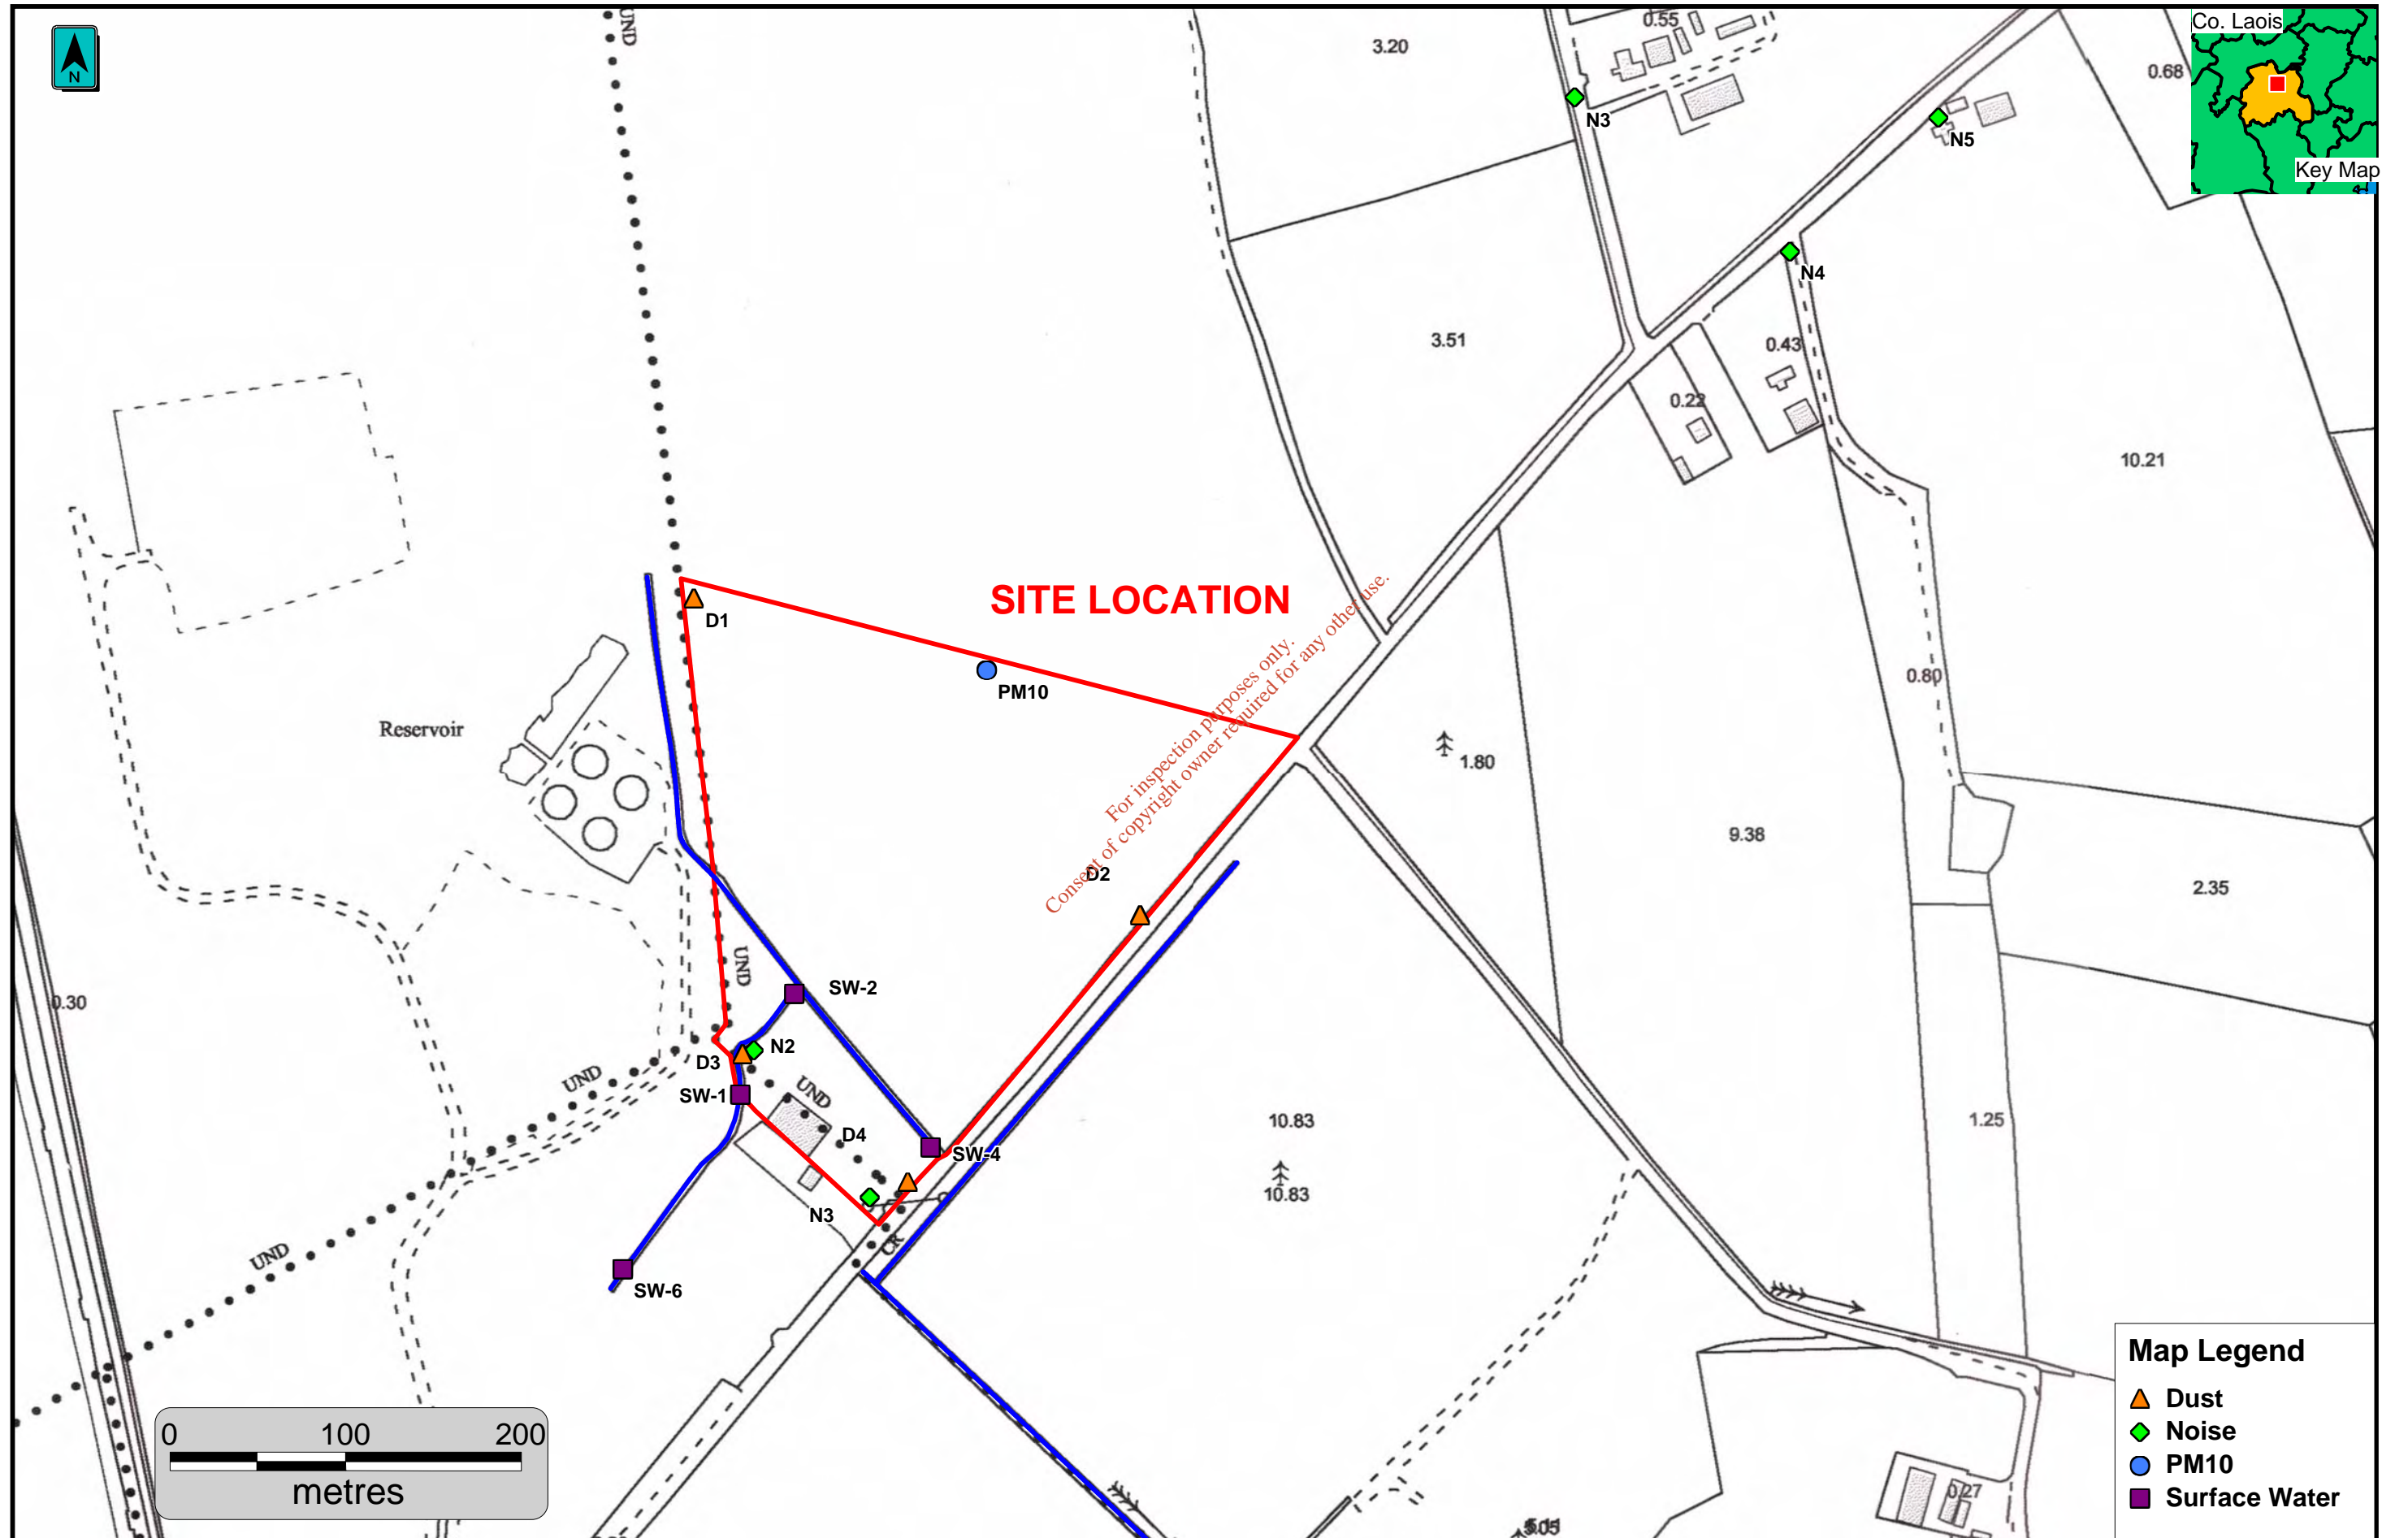 UND
0.55
3.20
Co. Laois
0.68
N
N3
N5
Key Map
N4
3.51
0.43
0.22
10.21
SITE LOCATION
D1
PM10
0.80
Reservoir
1.80
For inspection purposes only.
Consent of copyright owner required for any other use.
9.38
D2
2.35
UND
SW-2
0.30
N2
D3
UND
UND
SW-1
D4
10.83
1.25
SW-4
10.83
N3
CR
UND
SW-6
Map Legend
Dust
Noise
PM10
Surface Water
0 100 200
metres
0.27